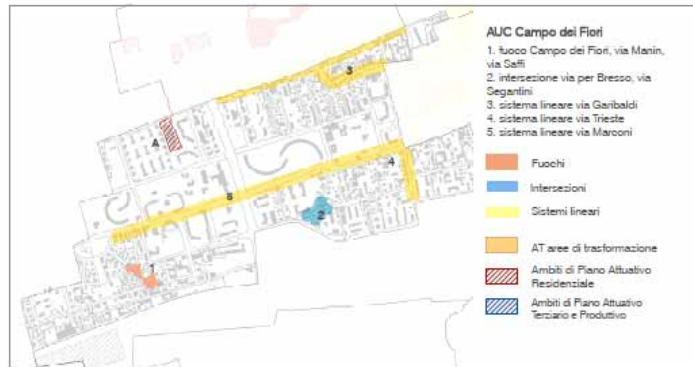 AUC Campo dei Fiori
1. fuoco Campo dei Fiori, via Manin,
via Saffi
2. intersezione via per Bresso, via
Segantini
3. sistema lineare via Garibaldi
4. sistema lineare via Trieste
5. sistema lineare via Marconi
Fuochi
Intersezioni
Sistemi lineari
AT aree di trasformazione
Ambiti di Piano Attuativo
Residenziale
Ambiti di Piano Attuativo
Terziario e Produttivo
3
A
4
5
2
1